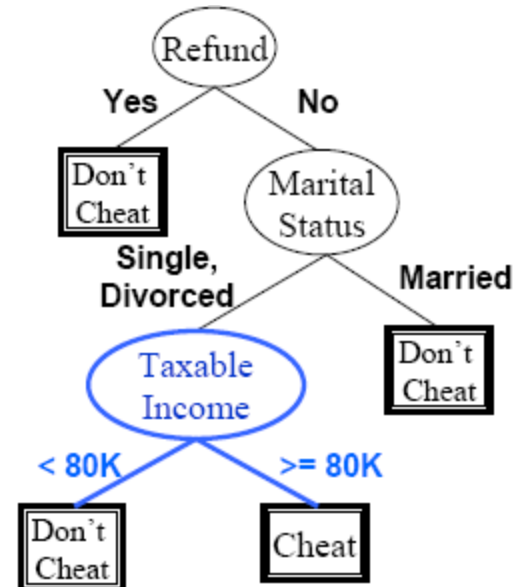 Refund
Yes
No
Don't
Cheat
Marital
Status
Single,
Divorced
Married
Taxable
Income
Don't
Cheat
< 80K
>= 80K
Don't
Cheat
Cheat